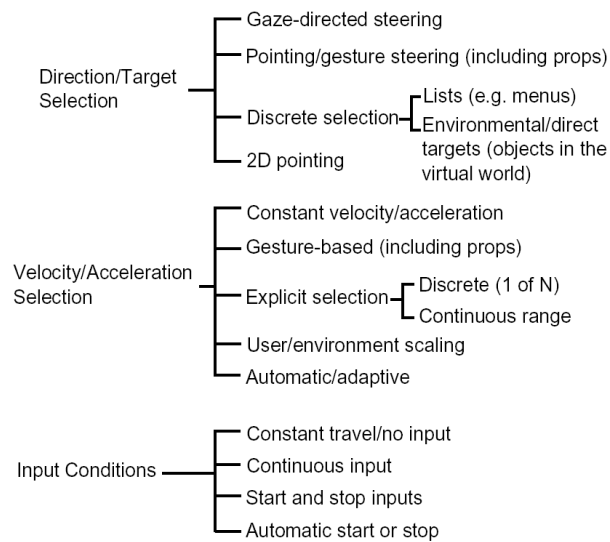 Direction/Target
Selection
Gaze-directed steering
Pointing/gesture steering (including props)
Discrete selection
Lists (e.g. menus)
Environmental/direct
targets (objects in the
virtual world)
2D pointing
Velocity/Acceleration
Selection
Constant velocity/acceleration
Gesture-based (including props)
Explicit selection
Discrete (1 of N)
Continuous range
User/environment scaling
Automatic/adaptive
Input Conditions
Constant travel/no input
Continuous input
Start and stop inputs
Automatic start or stop